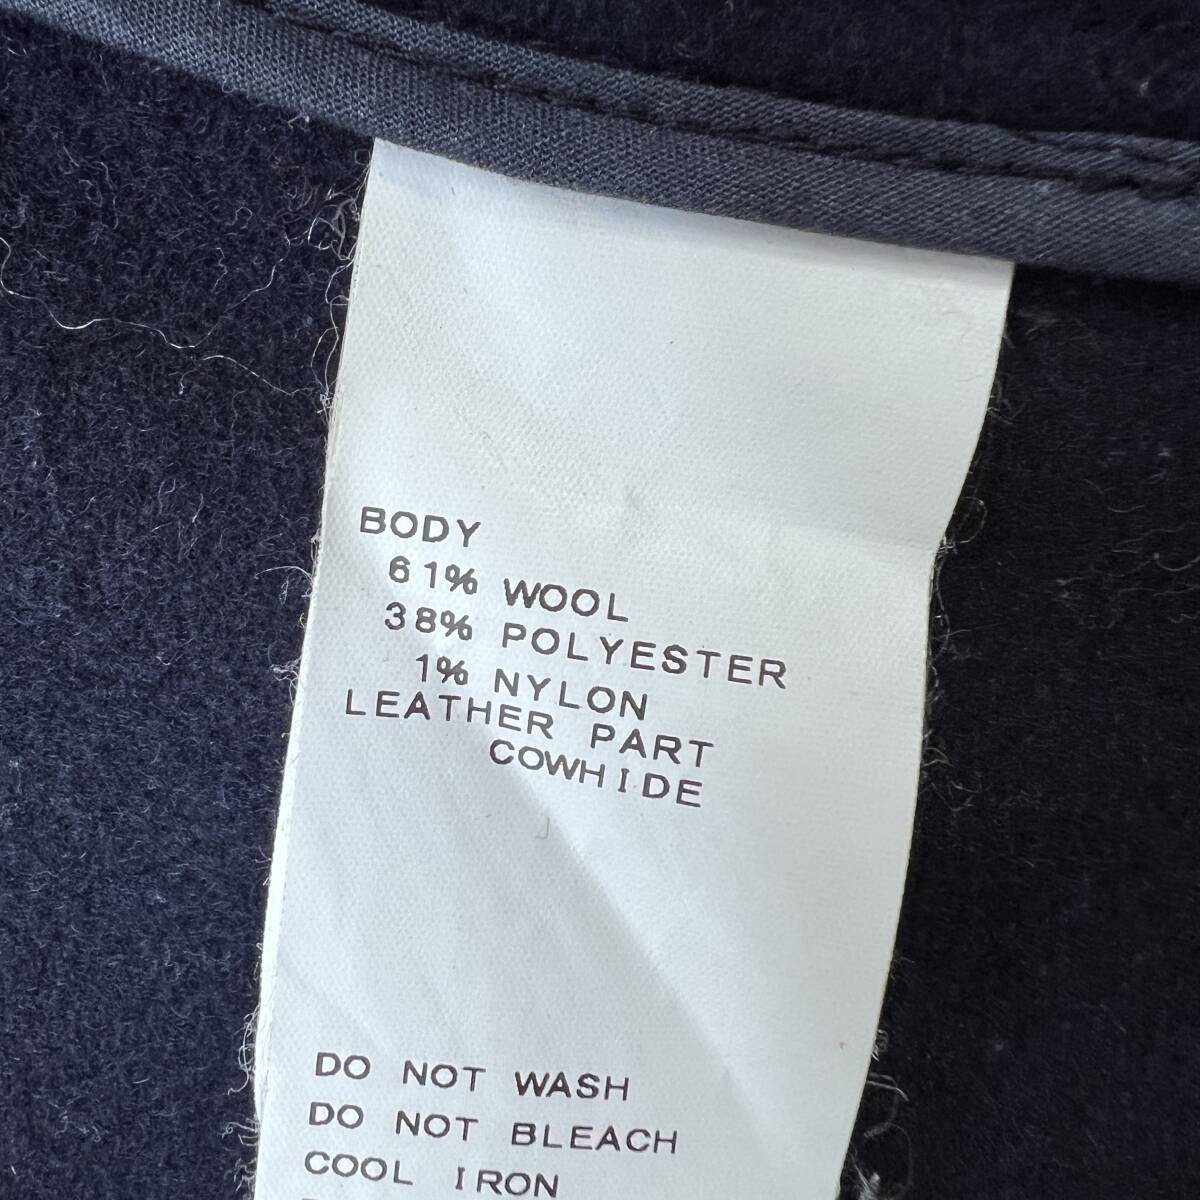 BODY
61% WOOL
38% POLYESTER
1% NYLON
LEATHER PART
COWHIDE
DO NOT WASH
DO NOT BLEACH
COOL IRON